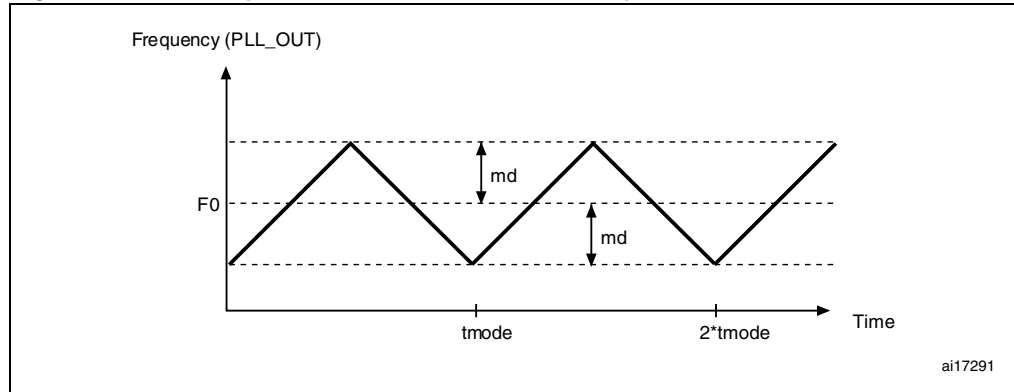 Frequency (PLL_OUT)
md
F0
md
tmode
2*tmode
Time
ai17291